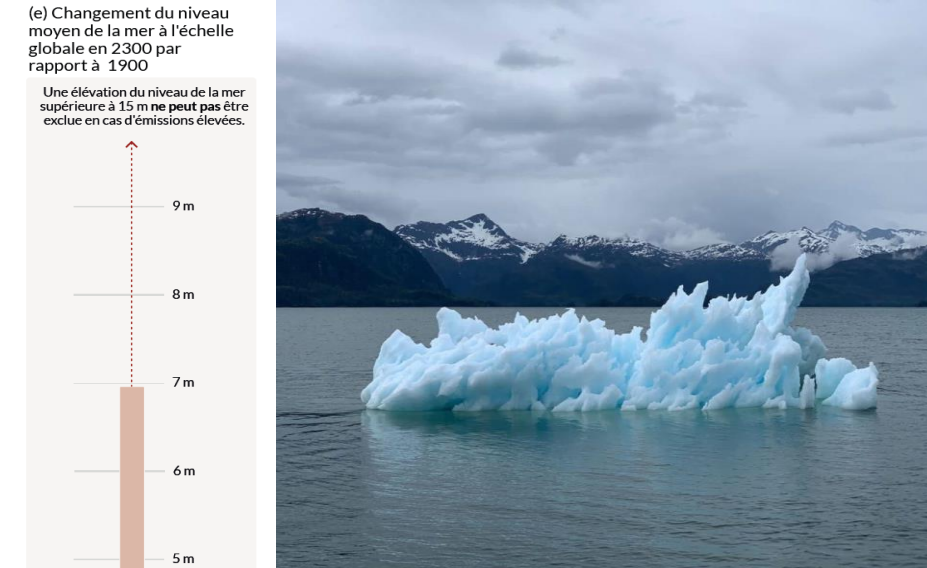 (e) Changement du niveau
moyen de la mer à l'échelle
globale en 2300 par
rapport à 1900
Une élévation du niveau de la mer
supérieure à 15 m ne peut pas être
exclue en cas d'émissions élevées.
9 m
8 m
7 m
6 m
5 m